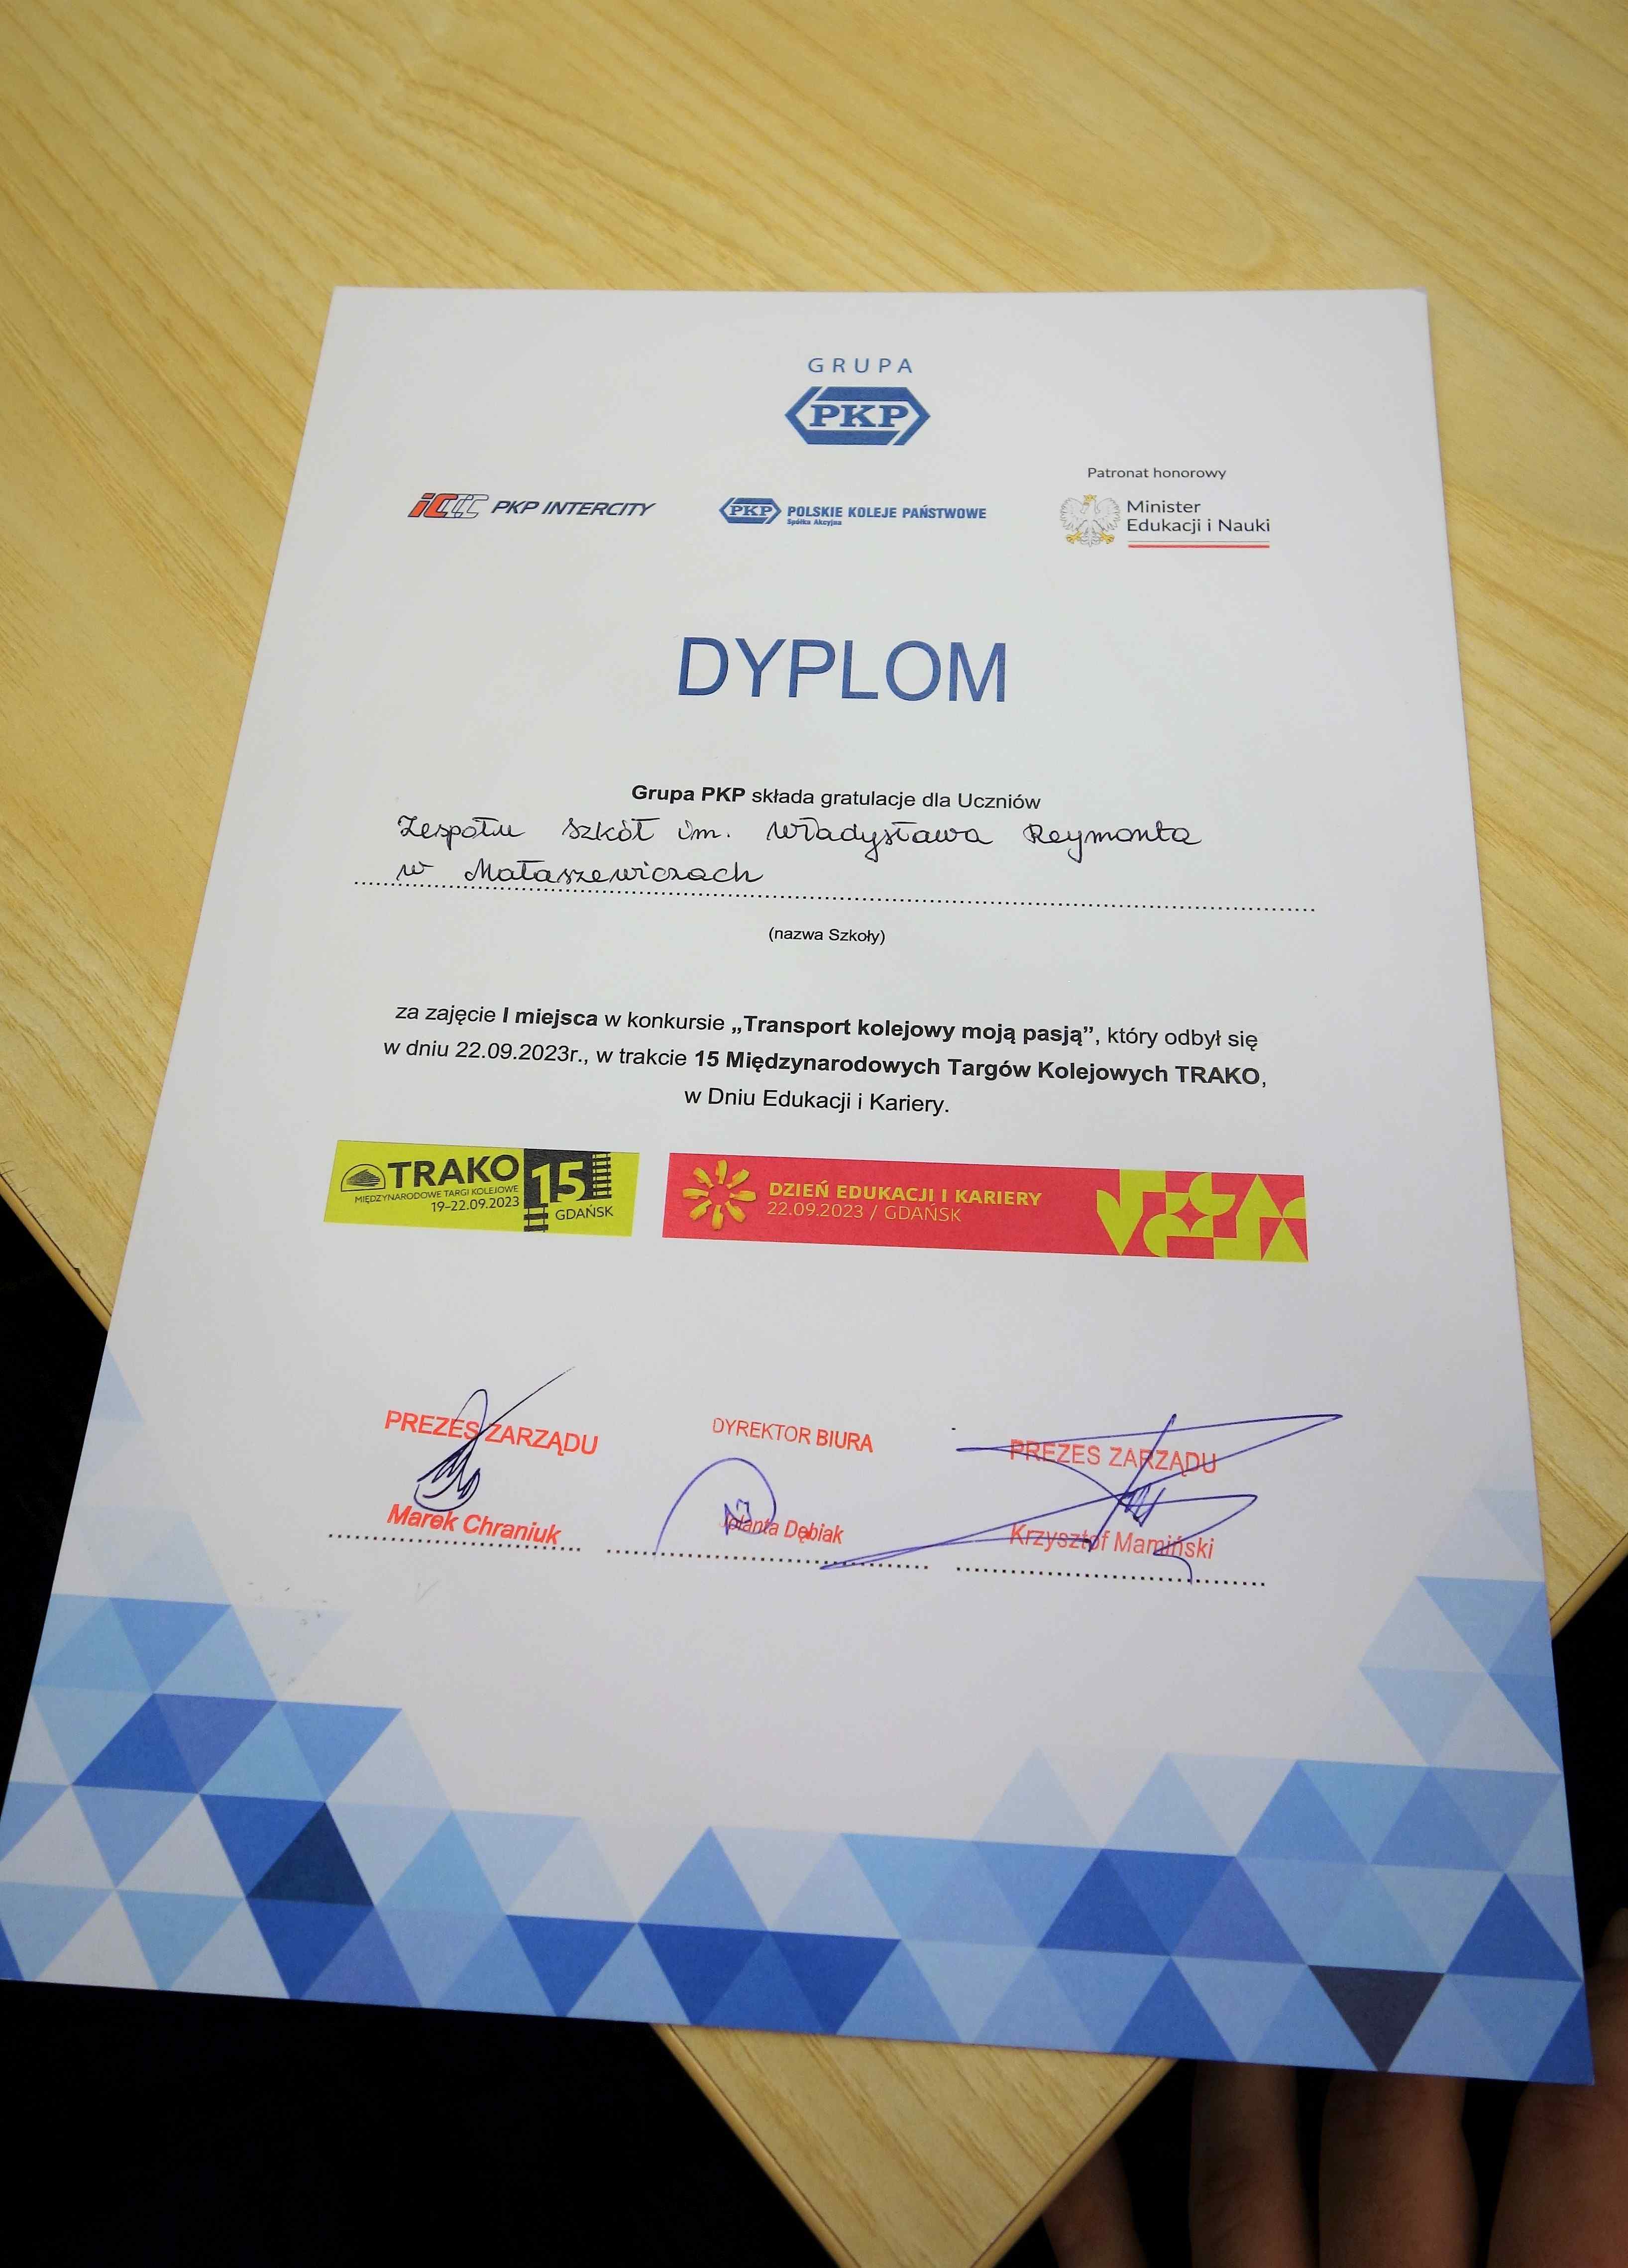 GRUPA
PKP
PKP INTERCITY
PKP POLSKIE KOLEJE PAŃSTWOWE
Spółka Akcyjna
Patronat honorowy
Minister
Edukacji i Nauki
DYPLOM
Grupa PKP składa gratulacje dla Uczniów
Zespołu Szkół im. Władysława Reymonta
w Małaszewiczach
(nazwa Szkoły)
za zajęcie I miejsca w konkursie „Transport kolejowy moją pasją”, który odbył się
w dniu 22.09.2023r., w trakcie 15 Międzynarodowych Targów Kolejowych TRAKO,
w Dniu Edukacji i Kariery.
TRAKO 15
MIĘDZYNARODOWE TARGI KOLEJOWE
19-22.09.2023 GDAŃSK
DZIEŃ EDUKACJI I KARIERY
22.09.2023 / GDAŃSK
PREZES ZARZĄDU
Marek Chraniuk
DYREKTOR BIURA
Jolanta Dębiak
PREZES ZARZĄDU
Krzysztof Mamiński